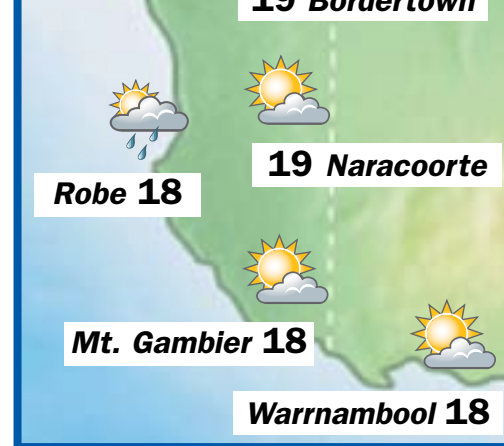 19 Bordertown
19 Naracoorte
Robe 18
Mt. Gambier 18
Warrnambool 18